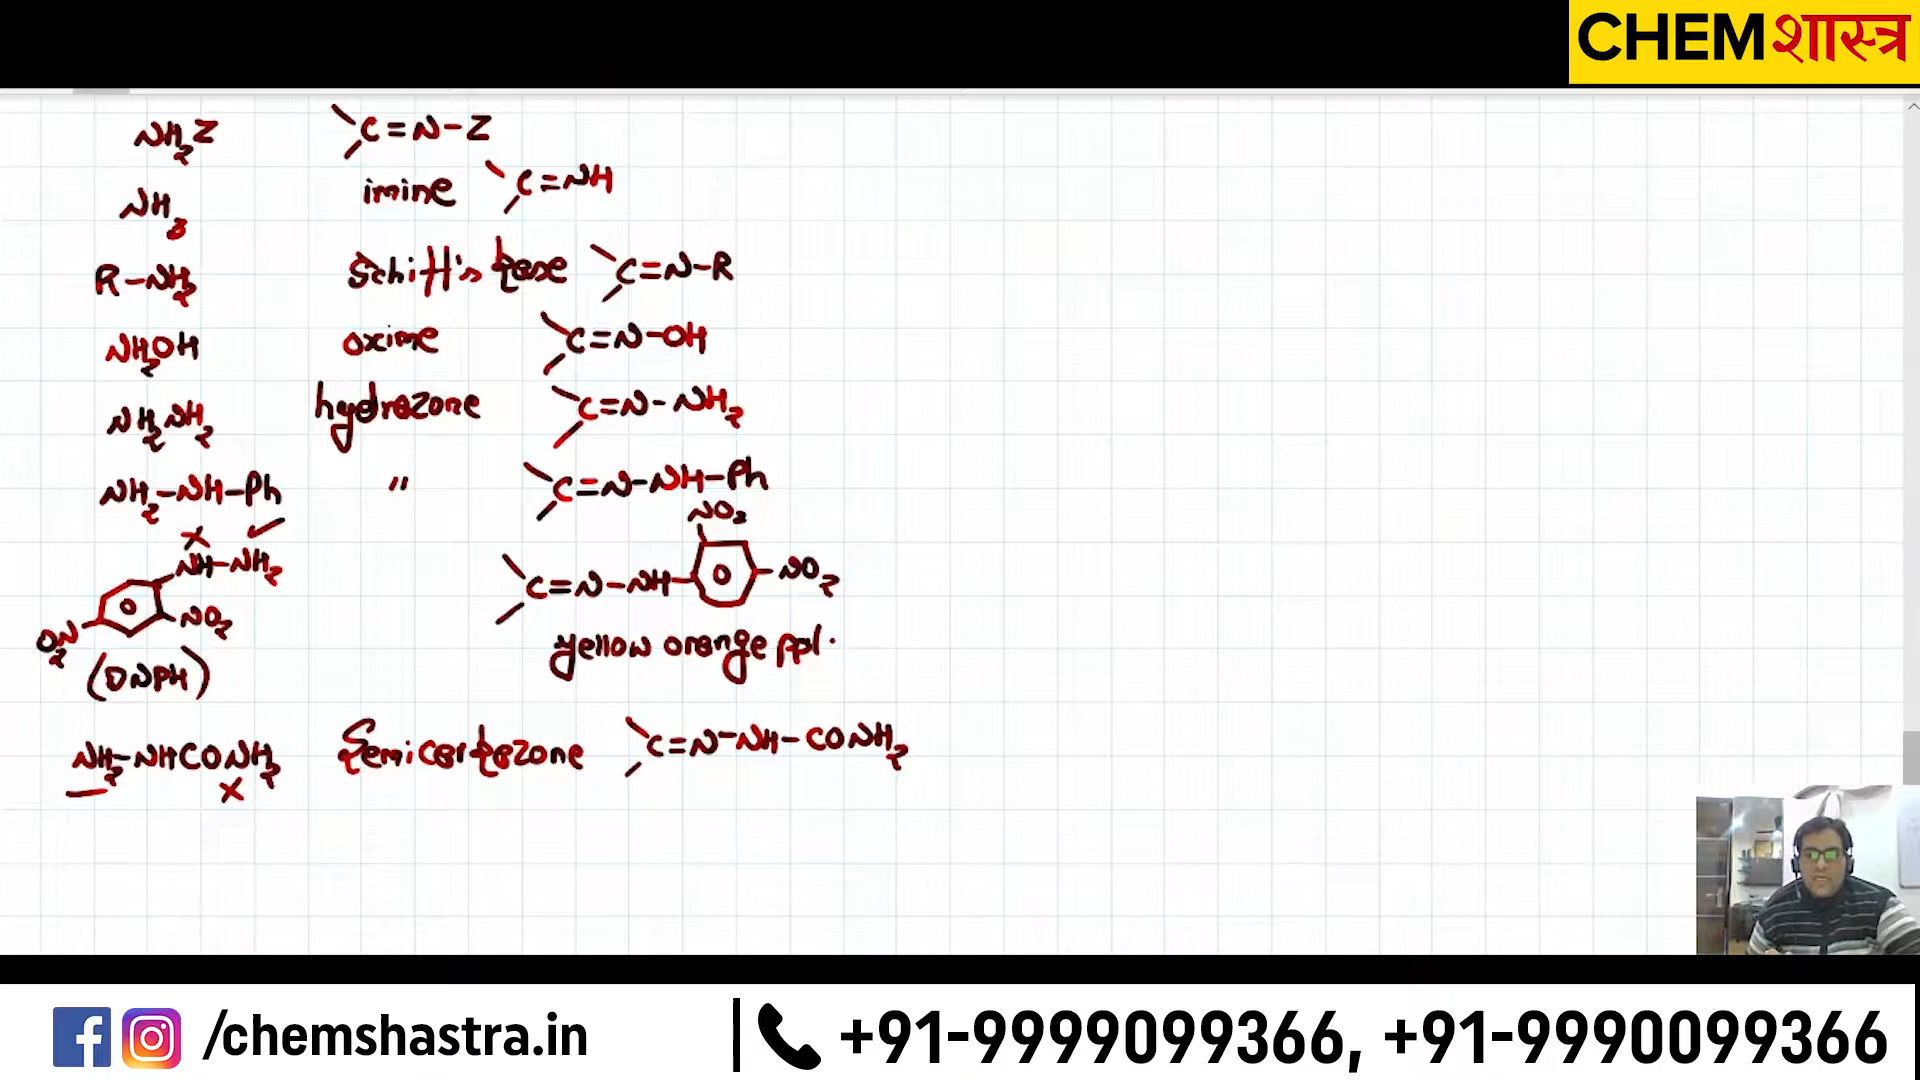 CHEMशास्त्र
NH₂Z C=N-Z
NH₃ imine C=NH
R-NH₂ Schiff's base C=N-R
NH₂OH oxime C=N-OH
NH₂NH₂ hydrazone C=N-NH₂
NH₂-NH-Ph " C=N-NH-Ph
NO₂
x ✓
NH-NH₂ C=N-NH- -NO₂
O₂N NO₂
yellow orange ppt.
(DNPH)
NH₂-NHCONH₂ Semicarbazone C=N-NH-CONH₂
x
/chemshastra.in | +91-9999099366, +91-9990099366